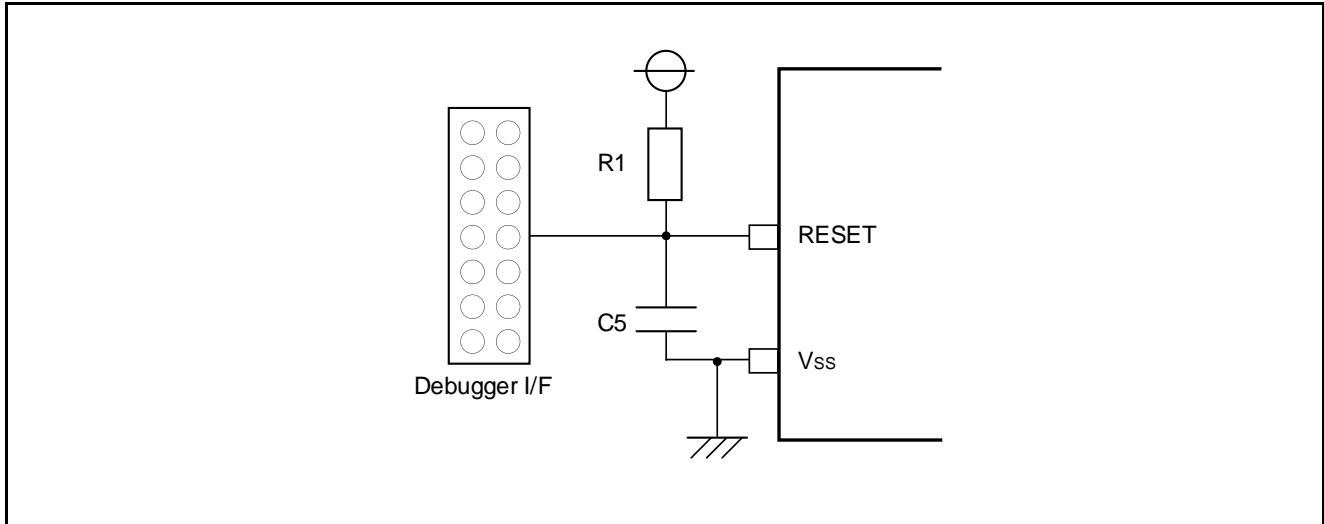 R1
RESET
C5
Vss
Debugger I/F